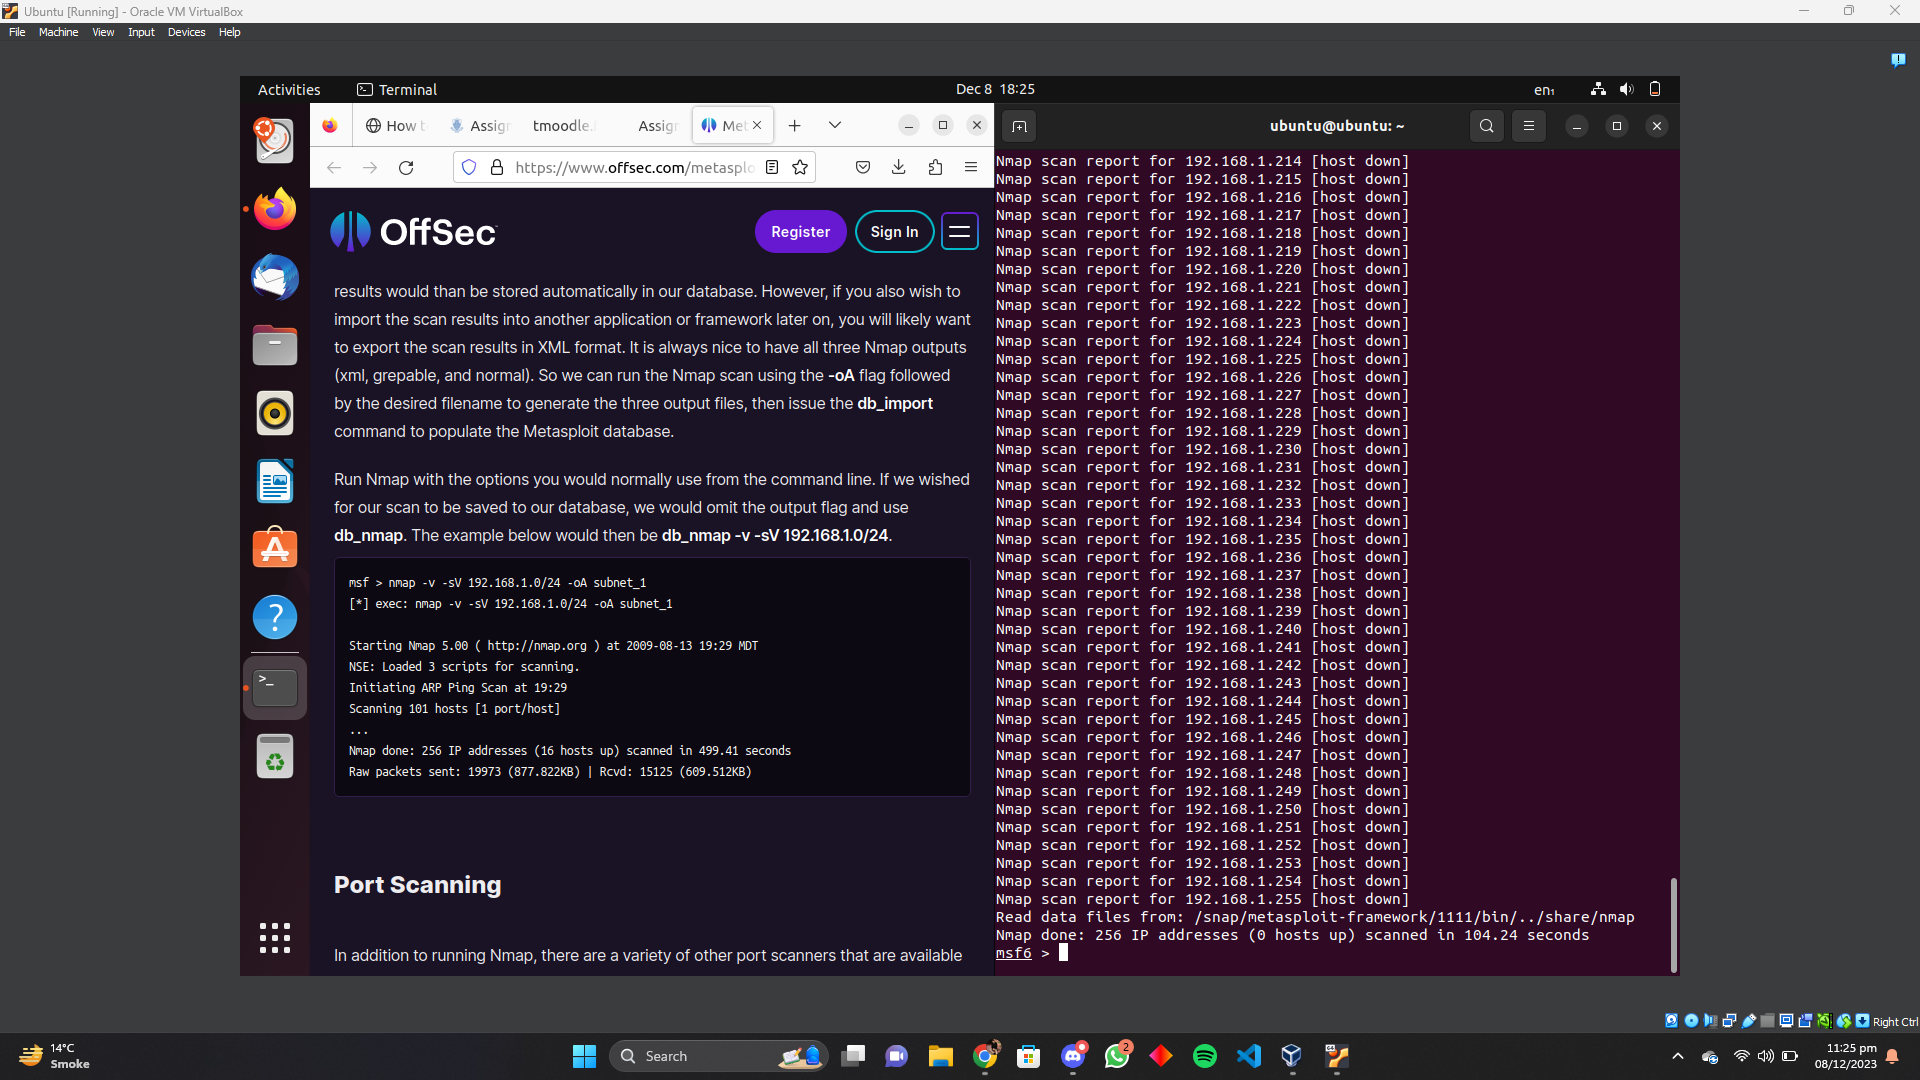 Ubuntu [Running] - Oracle VM VirtualBox
File Machine View Input Devices Help
Activities Terminal Dec 8 18:25 en₁
How t Assign tmoodle. Assign Met
https://www.offsec.com/metasplo
OffSec
Register Sign In
results would than be stored automatically in our database. However, if you also wish to
import the scan results into another application or framework later on, you will likely want
to export the scan results in XML format. It is always nice to have all three Nmap outputs
(xml, grepable, and normal). So we can run the Nmap scan using the -oA flag followed
by the desired filename to generate the three output files, then issue the db_import
command to populate the Metasploit database.
Run Nmap with the options you would normally use from the command line. If we wished
for our scan to be saved to our database, we would omit the output flag and use
db_nmap. The example below would then be db_nmap -v -sV 192.168.1.0/24.
msf > nmap -v -sV 192.168.1.0/24 -oA subnet_1
[*] exec: nmap -v -sV 192.168.1.0/24 -oA subnet_1
Starting Nmap 5.00 ( http://nmap.org ) at 2009-08-13 19:29 MDT
NSE: Loaded 3 scripts for scanning.
Initiating ARP Ping Scan at 19:29
Scanning 101 hosts [1 port/host]
...
Nmap done: 256 IP addresses (16 hosts up) scanned in 499.41 seconds
Raw packets sent: 19973 (877.822KB) | Rcvd: 15125 (609.512KB)
Port Scanning
In addition to running Nmap, there are a variety of other port scanners that are available
ubuntu@ubuntu: ~
Nmap scan report for 192.168.1.214 [host down]
Nmap scan report for 192.168.1.215 [host down]
Nmap scan report for 192.168.1.216 [host down]
Nmap scan report for 192.168.1.217 [host down]
Nmap scan report for 192.168.1.218 [host down]
Nmap scan report for 192.168.1.219 [host down]
Nmap scan report for 192.168.1.220 [host down]
Nmap scan report for 192.168.1.221 [host down]
Nmap scan report for 192.168.1.222 [host down]
Nmap scan report for 192.168.1.223 [host down]
Nmap scan report for 192.168.1.224 [host down]
Nmap scan report for 192.168.1.225 [host down]
Nmap scan report for 192.168.1.226 [host down]
Nmap scan report for 192.168.1.227 [host down]
Nmap scan report for 192.168.1.228 [host down]
Nmap scan report for 192.168.1.229 [host down]
Nmap scan report for 192.168.1.230 [host down]
Nmap scan report for 192.168.1.231 [host down]
Nmap scan report for 192.168.1.232 [host down]
Nmap scan report for 192.168.1.233 [host down]
Nmap scan report for 192.168.1.234 [host down]
Nmap scan report for 192.168.1.235 [host down]
Nmap scan report for 192.168.1.236 [host down]
Nmap scan report for 192.168.1.237 [host down]
Nmap scan report for 192.168.1.238 [host down]
Nmap scan report for 192.168.1.239 [host down]
Nmap scan report for 192.168.1.240 [host down]
Nmap scan report for 192.168.1.241 [host down]
Nmap scan report for 192.168.1.242 [host down]
Nmap scan report for 192.168.1.243 [host down]
Nmap scan report for 192.168.1.244 [host down]
Nmap scan report for 192.168.1.245 [host down]
Nmap scan report for 192.168.1.246 [host down]
Nmap scan report for 192.168.1.247 [host down]
Nmap scan report for 192.168.1.248 [host down]
Nmap scan report for 192.168.1.249 [host down]
Nmap scan report for 192.168.1.250 [host down]
Nmap scan report for 192.168.1.251 [host down]
Nmap scan report for 192.168.1.252 [host down]
Nmap scan report for 192.168.1.253 [host down]
Nmap scan report for 192.168.1.254 [host down]
Nmap scan report for 192.168.1.255 [host down]
Read data files from: /snap/metasploit-framework/1111/bin/../share/nmap
Nmap done: 256 IP addresses (0 hosts up) scanned in 104.24 seconds
msf6 >
Right Ctrl
14°C
Smoke
Search
2
11:25 pm
08/12/2023